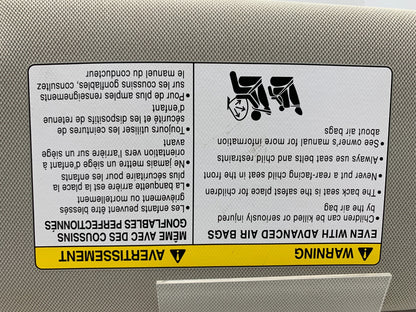 WARNING
EVEN WITH ADVANCED AIR BAGS
• Children can be killed or seriously injured
by the air bag
• The back seat is the safest place for children
• Never put a rear-facing child seat in the front
• Always use seat belts and child restraints
• See owner's manual for more information
about air bags
AVERTISSEMENT
MÊME AVEC DES COUSSINS
GONFLABLES PERFECTIONNÉS
• Les enfants peuvent être blessés
grièvement ou mortellement
• La banquette arrière est la place la
plus sécuritaire pour les enfants
• Ne jamais mettre un siège d'enfant à
orientation vers l'arrière sur un siège
avant
• Toujours utiliser les ceintures de
sécurité et les dispositifs de retenue
d'enfant
• Pour de plus amples renseignements
sur les coussins gonflables, consultez
le manuel du conducteur